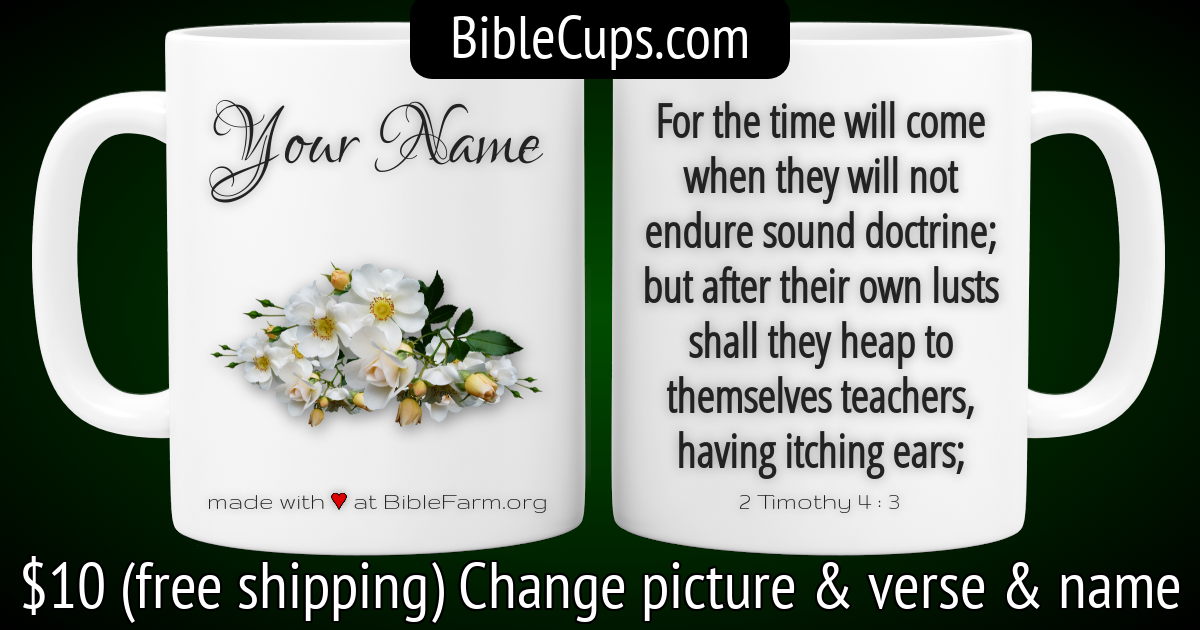 BibleCups.com
Your Name
made with ♥ at BibleFarm.org
For the time will come
when they will not
endure sound doctrine;
but after their own lusts
shall they heap to
themselves teachers,
having itching ears;
2 Timothy 4 : 3
$10 (free shipping) Change picture & verse & name